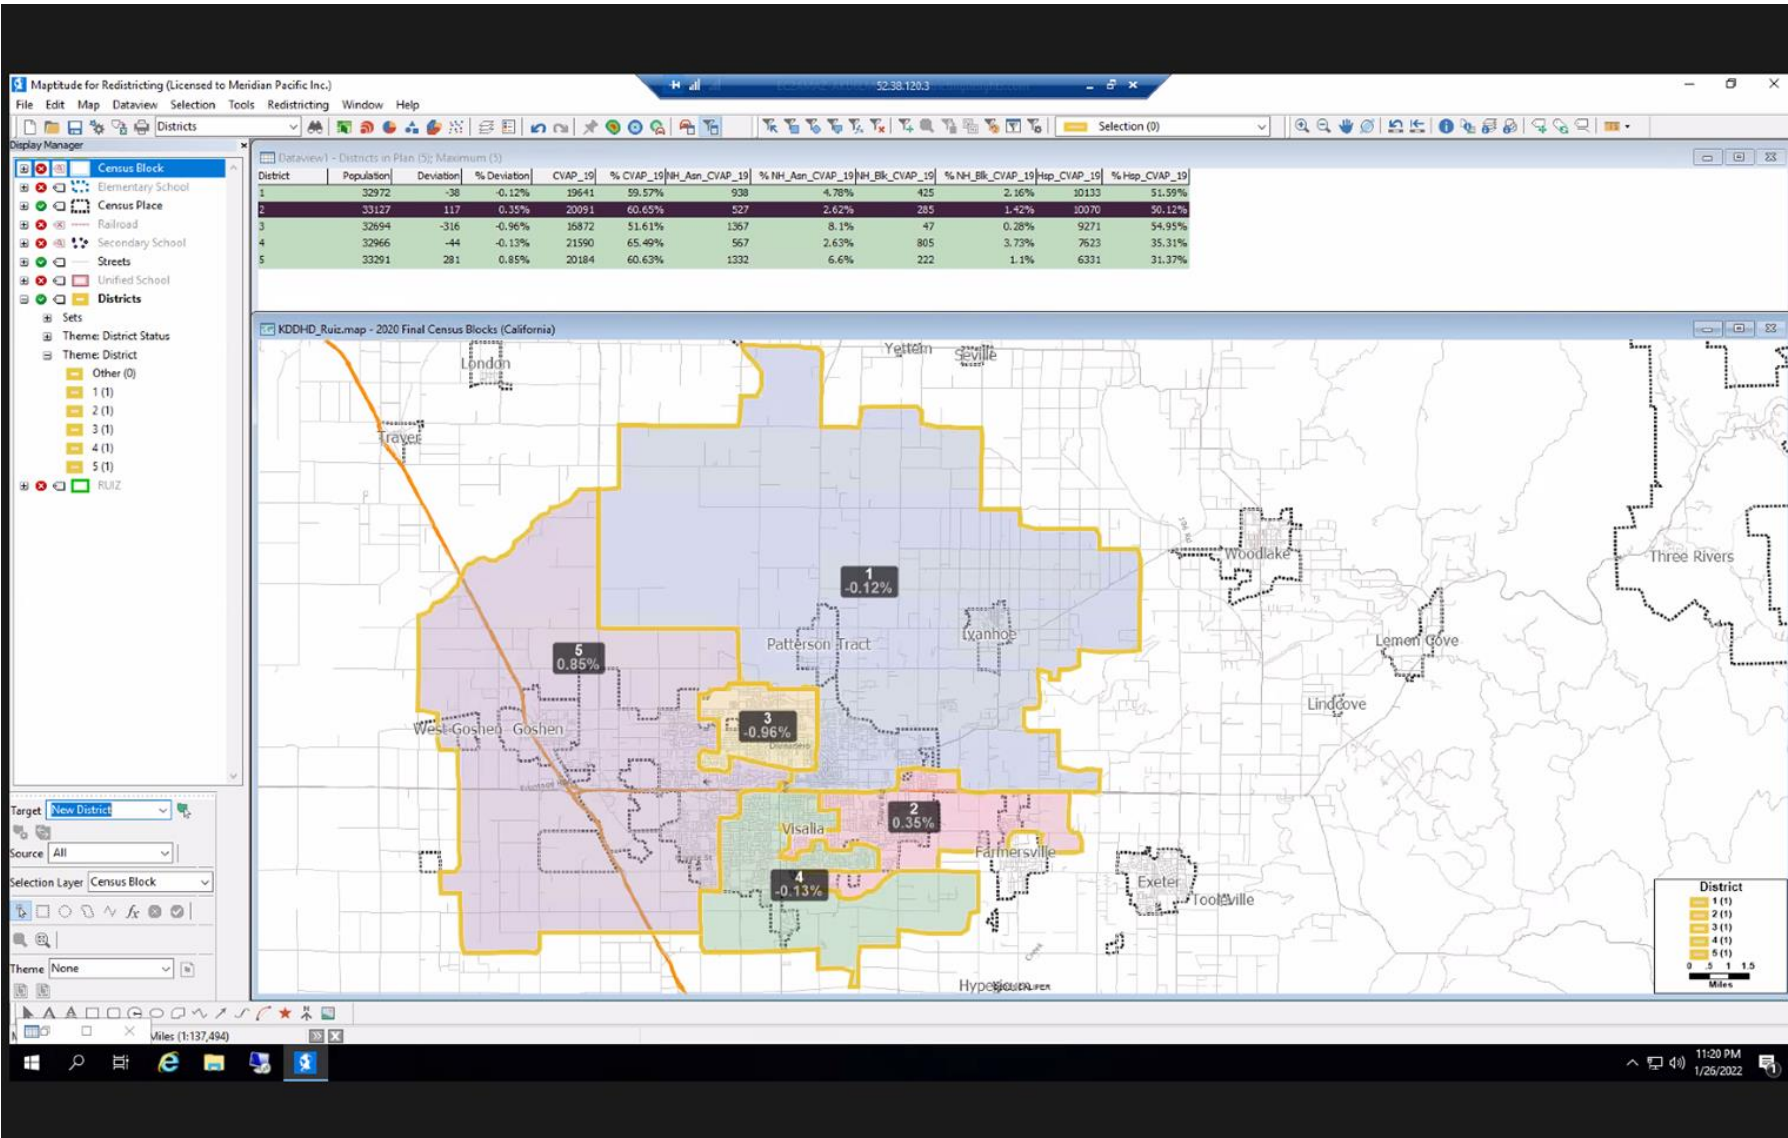 Maptitude for Redistricting (Licensed to Meridian Pacific Inc.)
52.38.120.3
File Edit Map Dataview Selection Tools Redistricting Window Help
Districts
Selection (0)
Display Manager
Census Block
Elementary School
Census Place
Railroad
Secondary School
Streets
Unified School
Districts
Sets
Theme: District Status
Theme: District
Other (0)
1 (1)
2 (1)
3 (1)
4 (1)
5 (1)
RUIZ
Dataview1 - Districts in Plan (5); Maximum (5)
District Population Deviation % Deviation CVAP_19 % CVAP_19 NH_Asn_CVAP_19 % NH_Asn_CVAP_19 NH_Blk_CVAP_19 % NH_Blk_CVAP_19 Hsp_CVAP_19 % Hsp_CVAP_19
1 32972 -38 -0.12% 19641 59.57% 938 4.78% 425 2.16% 10133 51.59%
2 33127 117 0.35% 20091 60.65% 527 2.62% 285 1.42% 10070 50.12%
3 32694 -316 -0.96% 16872 51.61% 1367 8.1% 47 0.28% 9271 54.95%
4 32966 -44 -0.13% 21590 65.49% 567 2.63% 805 3.73% 7623 35.31%
5 33291 281 0.85% 20184 60.63% 1332 6.6% 222 1.1% 6331 31.37%
KDDHD_Ruiz.map - 2020 Final Census Blocks (California)
London
Yettem
Seville
Traver
Woodlake
Three Rivers
1
-0.12%
Patterson Tract
Ivanhoe
Lemon Cove
5
0.85%
Lindcove
West Goshen
Goshen
3
-0.96%
2
0.35%
Visalia
Farmersville
4
-0.13%
Exeter
Tooleville
Creek
District
1 (1)
2 (1)
3 (1)
4 (1)
5 (1)
0 .5 1 1.5
Miles
Target New District
Source All
Selection Layer Census Block
Theme None
Miles (1:137,494)
11:20 PM
1/26/2022